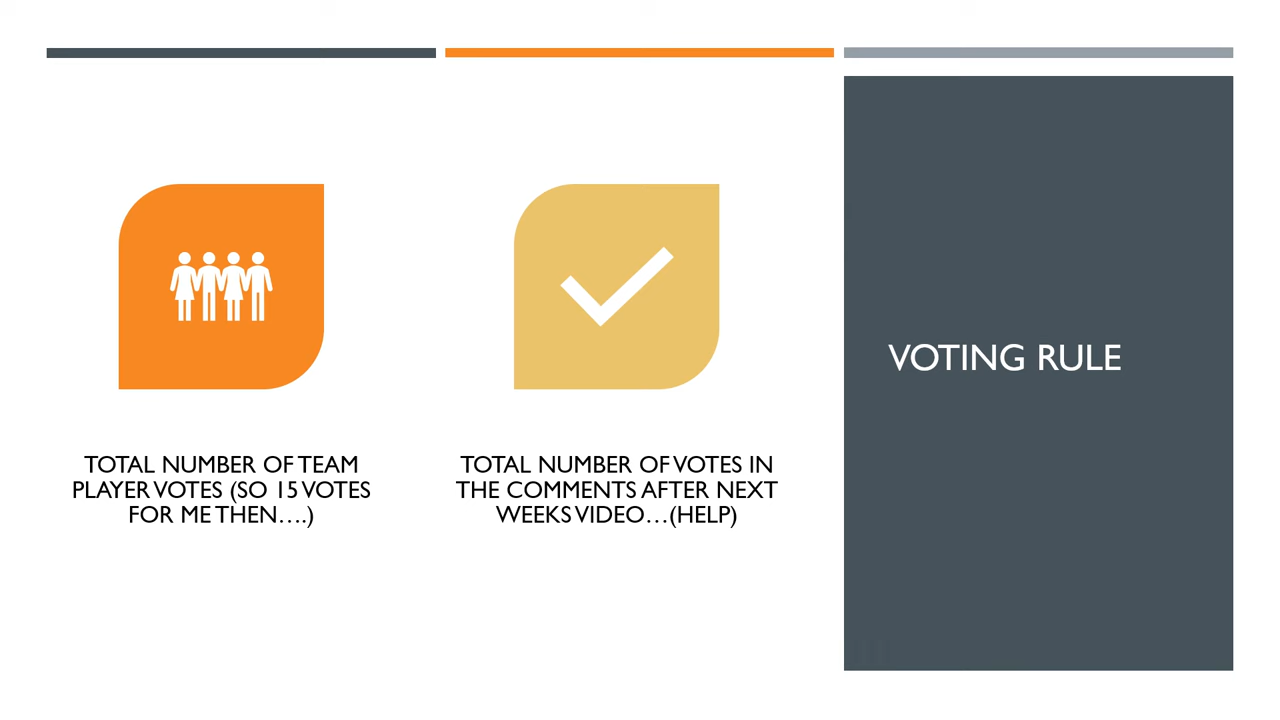 TOTAL NUMBER OF TEAM
PLAYER VOTES (SO 15 VOTES
FOR ME THEN....)
TOTAL NUMBER OF VOTES IN
THE COMMENTS AFTER NEXT
WEEKS VIDEO...(HELP)
VOTING RULE